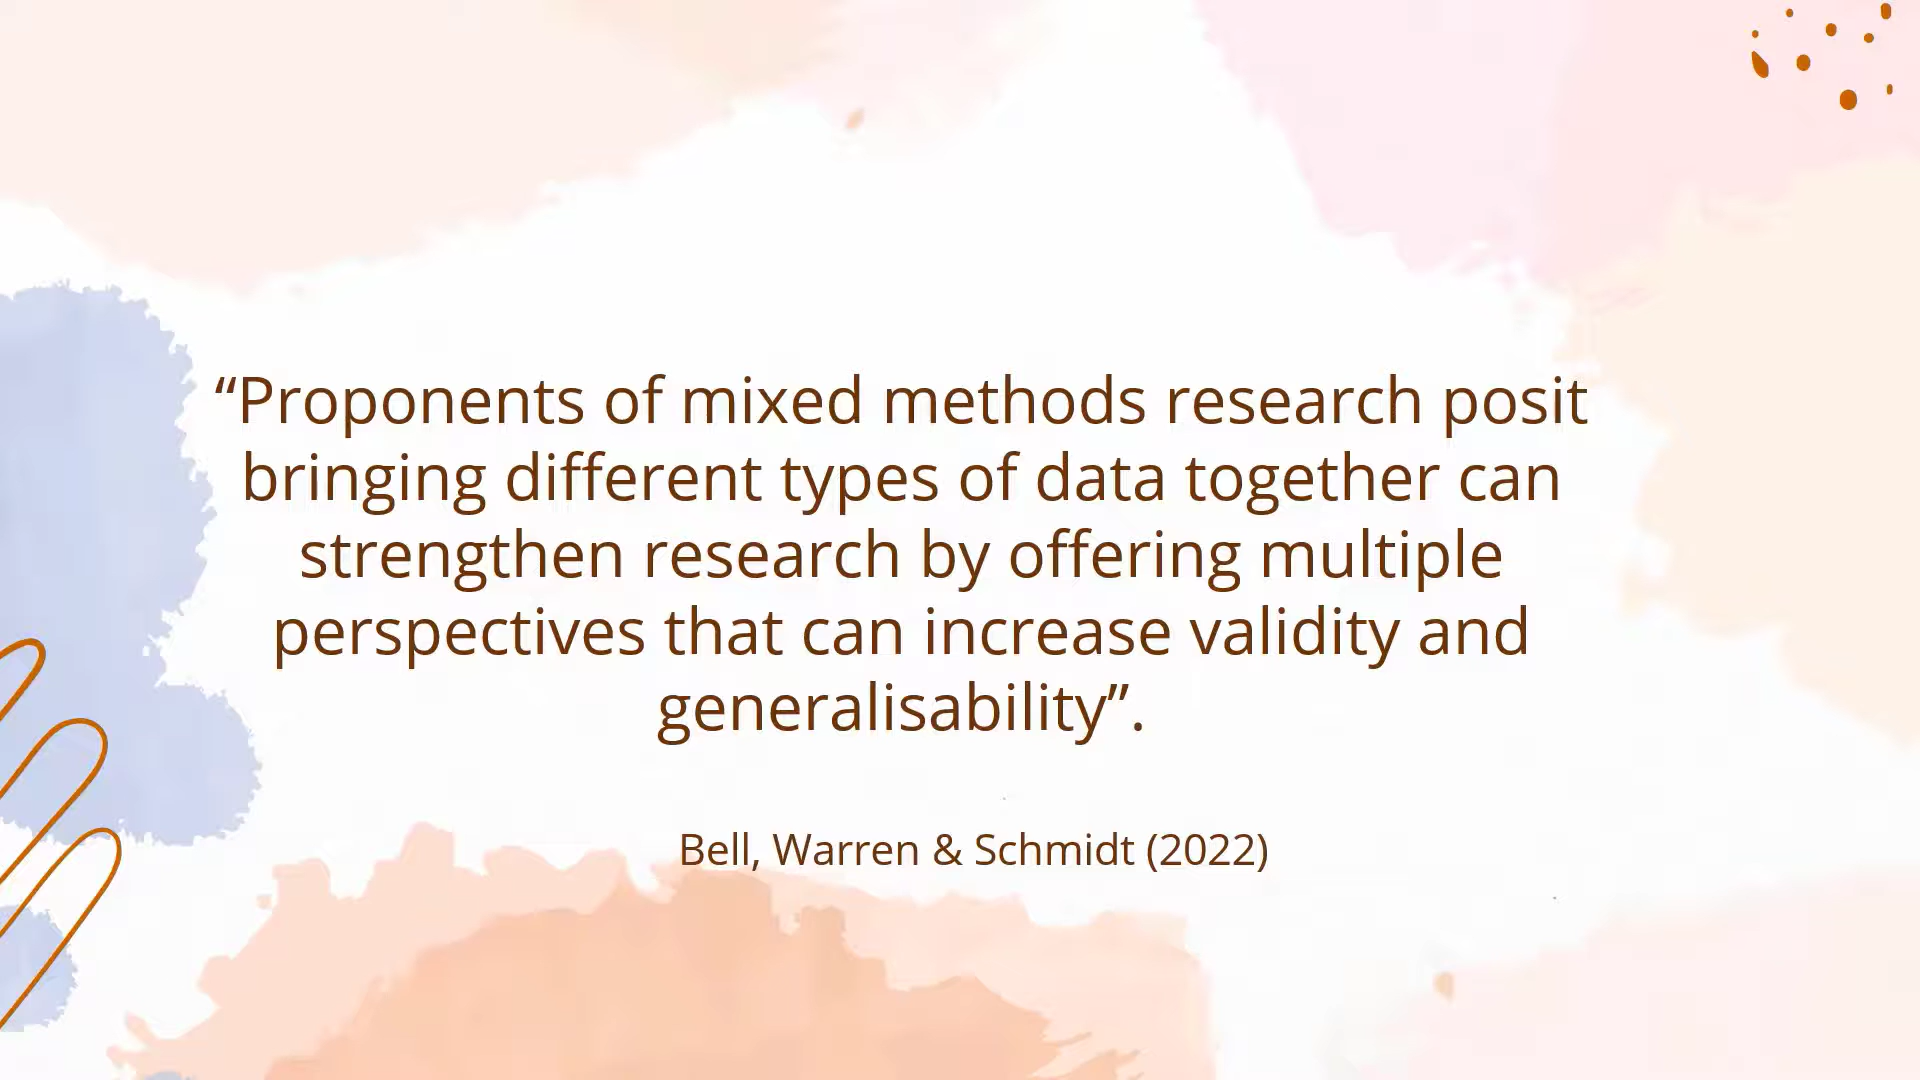 “Proponents of mixed methods research posit
bringing different types of data together can
strengthen research by offering multiple
perspectives that can increase validity and
generalisability”.
Bell, Warren & Schmidt (2022)